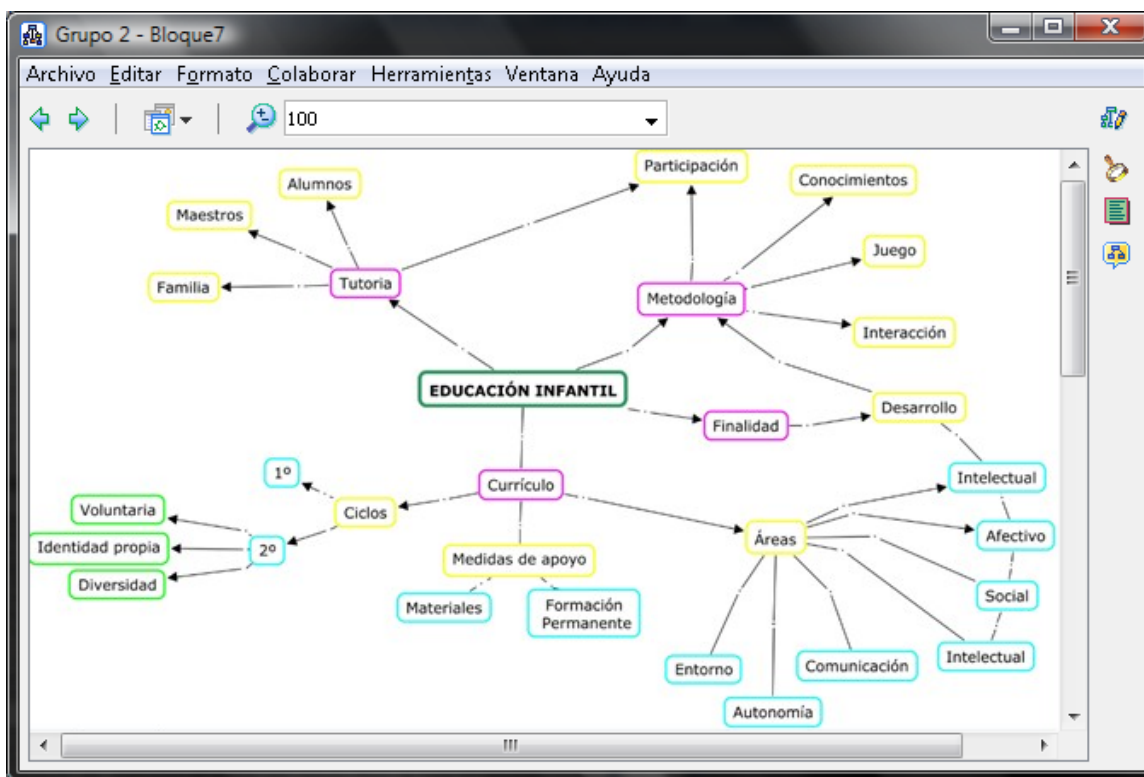 Grupo 2 - Bloque7
Archivo Editar Formato Colaborar Herramientas Ventana Ayuda
100
Participación
Alumnos
Conocimientos
Maestros
Juego
Familia
Tutoria
Metodología
Interacción
EDUCACIÓN INFANTIL
Desarrollo
Finalidad
1º
Currículo
Intelectual
Voluntaria
Ciclos
Áreas
Afectivo
Identidad propia
2º
Medidas de apoyo
Diversidad
Materiales
Formación
Permanente
Social
Entorno
Comunicación
Intelectual
Autonomía